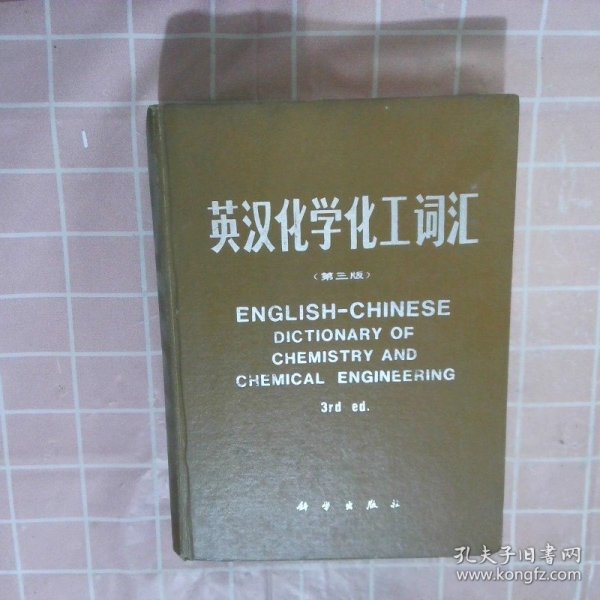 英汉化学化工词汇
（第三版）
ENGLISH-CHINESE
DICTIONARY OF
CHEMISTRY AND
CHEMICAL ENGINEERING
3rd ed.
科学出版社
孔夫子旧书网
www.kongfz.com